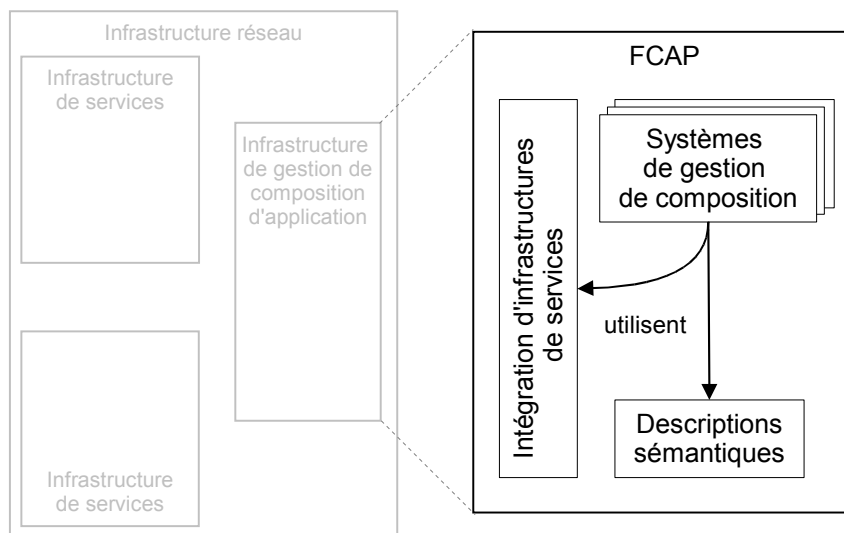 Infrastructure réseau
Infrastructure
de services
Infrastructure
de gestion de
composition
d'application
Infrastructure
de services
FCAP
Intégration d'infrastructures
de services
Systèmes
de gestion
de composition
utilisent
Descriptions
sémantiques